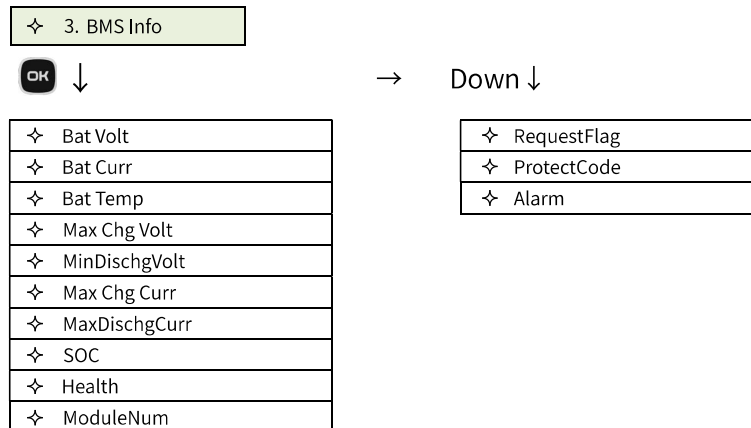 ✧ 3. BMS Info
OK ↓ → Down ↓
✧ Bat Volt
✧ Bat Curr
✧ Bat Temp
✧ Max Chg Volt
✧ MinDischgVolt
✧ Max Chg Curr
✧ MaxDischgCurr
✧ SOC
✧ Health
✧ ModuleNum
✧ RequestFlag
✧ ProtectCode
✧ Alarm